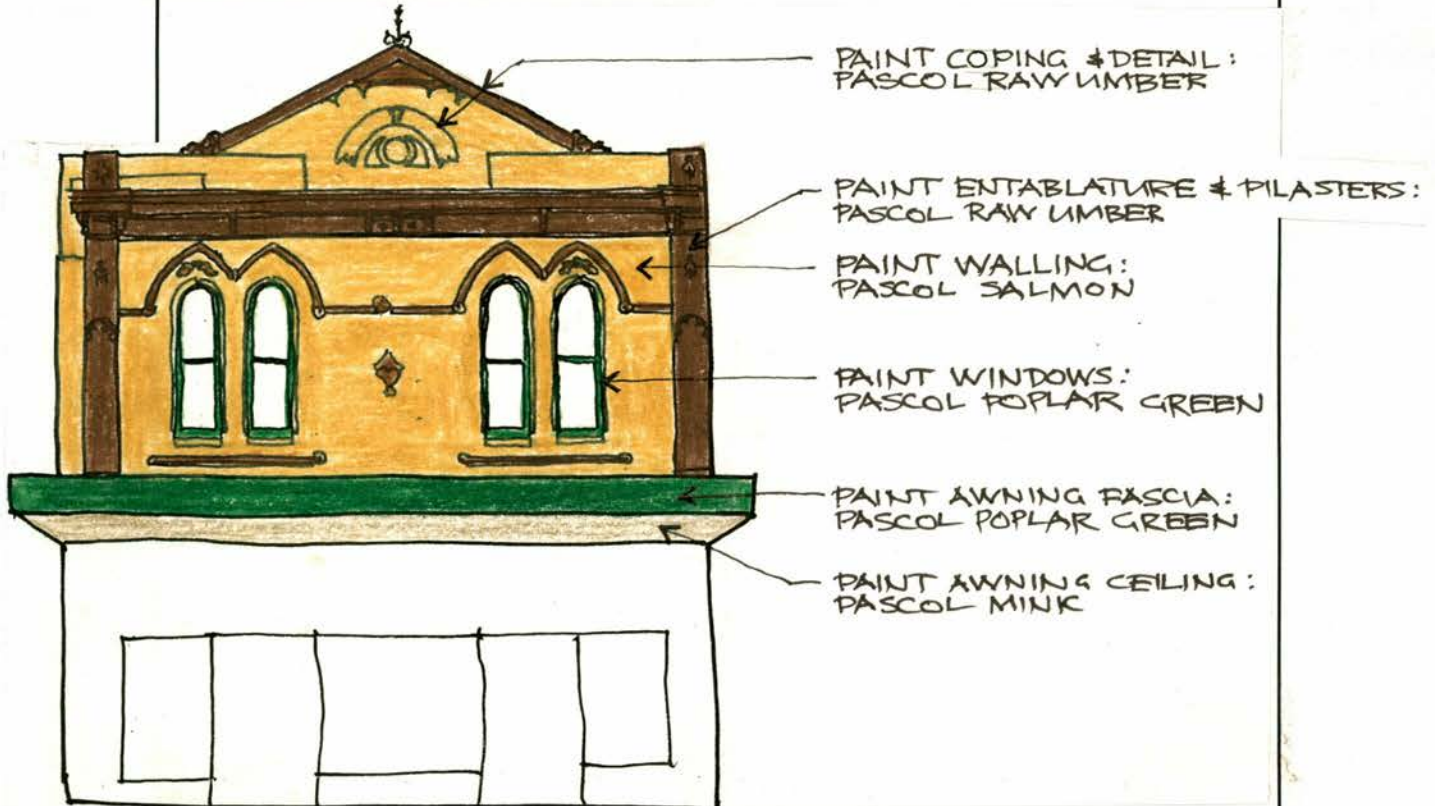 PAINT COPING & DETAIL:
PASCOL RAW UMBER
PAINT ENTABLATURE & PILASTERS:
PASCOL RAW UMBER
PAINT WALLING:
PASCOL SALMON
PAINT WINDOWS:
PASCOL POPLAR GREEN
PAINT AWNING FASCIA:
PASCOL POPLAR GREEN
PAINT AWNING CEILING:
PASCOL MINK